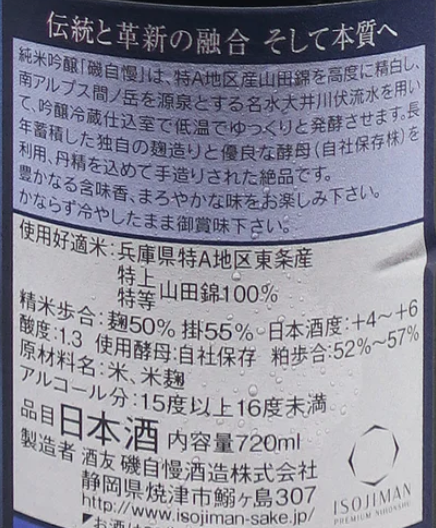 伝統と革新の融合 そして本質へ
純米吟醸「磯自慢」は、特A地区産山田錦を高度に精白し、
南アルプス間ノ岳を源泉とする名水大井川伏流水を用い
て、吟醸冷蔵仕込室で低温でゆっくりと発酵させます。長
年蓄積した独自の麹造りと優良な酵母(自社保存株)を
利用、丹精を込めて手造りされた絶品です。
豊かなる含味香、まろやかな味をお楽しみ下さい。
かならず冷やしたまま御賞味下さい。
使用好適米:兵庫県特A地区東条産
特上
特等 山田錦100%
精米歩合:麹50% 掛55% 日本酒度:+4〜+6
酸度:1.3 使用酵母:自社保存 粕歩合:52%〜57%
原材料名:米、米麹
アルコール分:15度以上16度未満
品目 日本酒 内容量720ml
製造者 酒友 磯自慢酒造株式会社
静岡県焼津市鰯ヶ島307
http://www.isojiman-sake.jp/
ISOJIMAN
PREMIUM NIHONSHU